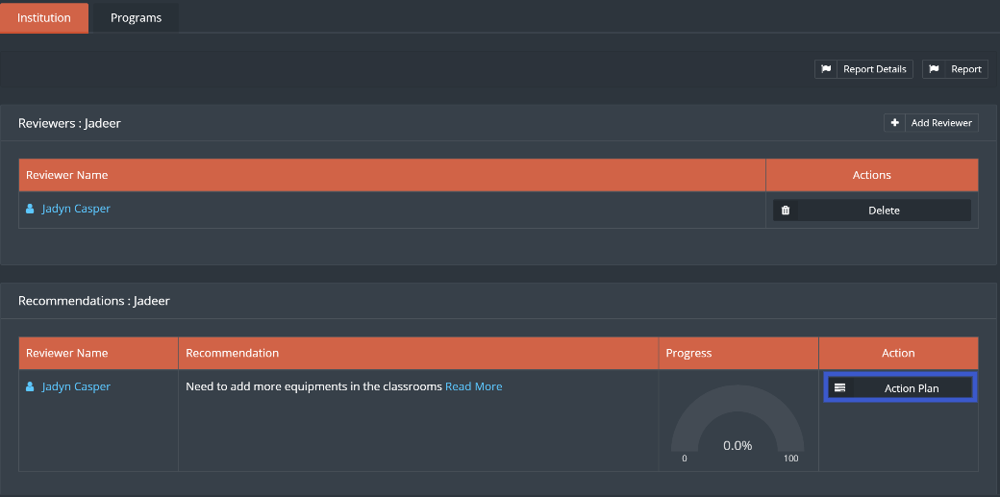 Institution Programs
Report Details Report
Reviewers : Jadeer Add Reviewer
Reviewer Name Actions
Jadyn Casper Delete
Recommendations : Jadeer
Reviewer Name Recommendation Progress Action
Jadyn Casper Need to add more equipments in the classrooms Read More Action Plan
0.0%
0 100